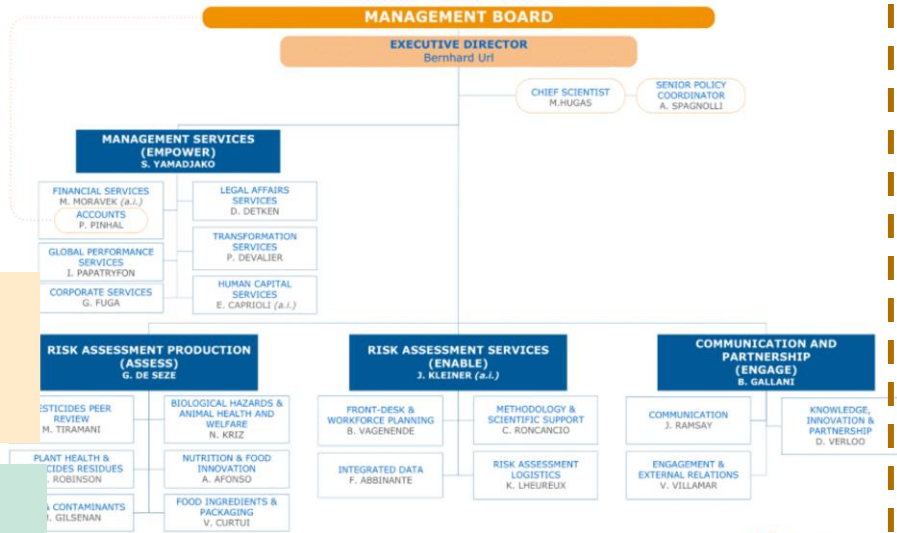 MANAGEMENT BOARD
EXECUTIVE DIRECTOR
Bernhard Url
CHIEF SCIENTIST
M.HUGAS
SENIOR POLICY
COORDINATOR
A. SPAGNOLLI
MANAGEMENT SERVICES
(EMPOWER)
S. YAMADJAKO
FINANCIAL SERVICES
M. MORAVEK (a.i.)
ACCOUNTS
P. PINHAL
LEGAL AFFAIRS
SERVICES
D. DETKEN
GLOBAL PERFORMANCE
SERVICES
I. PAPATRYFON
TRANSFORMATION
SERVICES
P. DEVALIER
CORPORATE SERVICES
G. FUGA
HUMAN CAPITAL
SERVICES
E. CAPRIOLI (a.i.)
RISK ASSESSMENT PRODUCTION
(ASSESS)
G. DE SEZE
ESTICIDES PEER
REVIEW
M. TIRAMANI
BIOLOGICAL HAZARDS &
ANIMAL HEALTH AND
WELFARE
N. KRIZ
PLANT HEALTH &
CIDES RESIDUES
ROBINSON
NUTRITION & FOOD
INNOVATION
A. AFONSO
CONTAMINANTS
GILSENAN
FOOD INGREDIENTS &
PACKAGING
V. CURTUI
RISK ASSESSMENT SERVICES
(ENABLE)
J. KLEINER (a.i.)
FRONT-DESK &
WORKFORCE PLANNING
B. VAGENENDE
METHODOLOGY &
SCIENTIFIC SUPPORT
C. RONCANCIO
INTEGRATED DATA
F. ABBINANTE
RISK ASSESSMENT
LOGISTICS
K. LHEUREUX
COMMUNICATION AND
PARTNERSHIP
(ENGAGE)
B. GALLANI
COMMUNICATION
J. RAMSAY
KNOWLEDGE,
INNOVATION &
PARTNERSHIP
D. VERLOO
ENGAGEMENT &
EXTERNAL RELATIONS
V. VILLAMAR